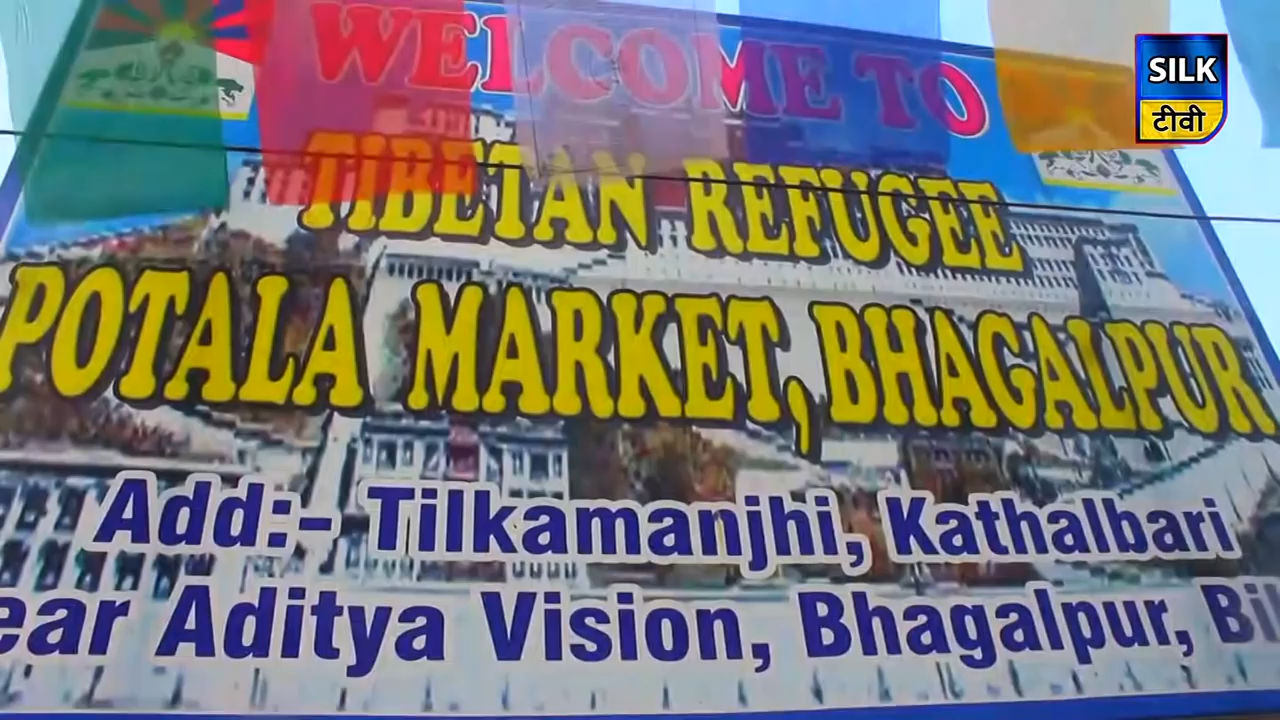 WELCOME TO
SILK
टीवी
TIBETAN REFUGEE
POTALA MARKET, BHAGALPUR
Add:- Tilkamanjhi, Kathalbari
Aditya Vision, Bhagalpur,